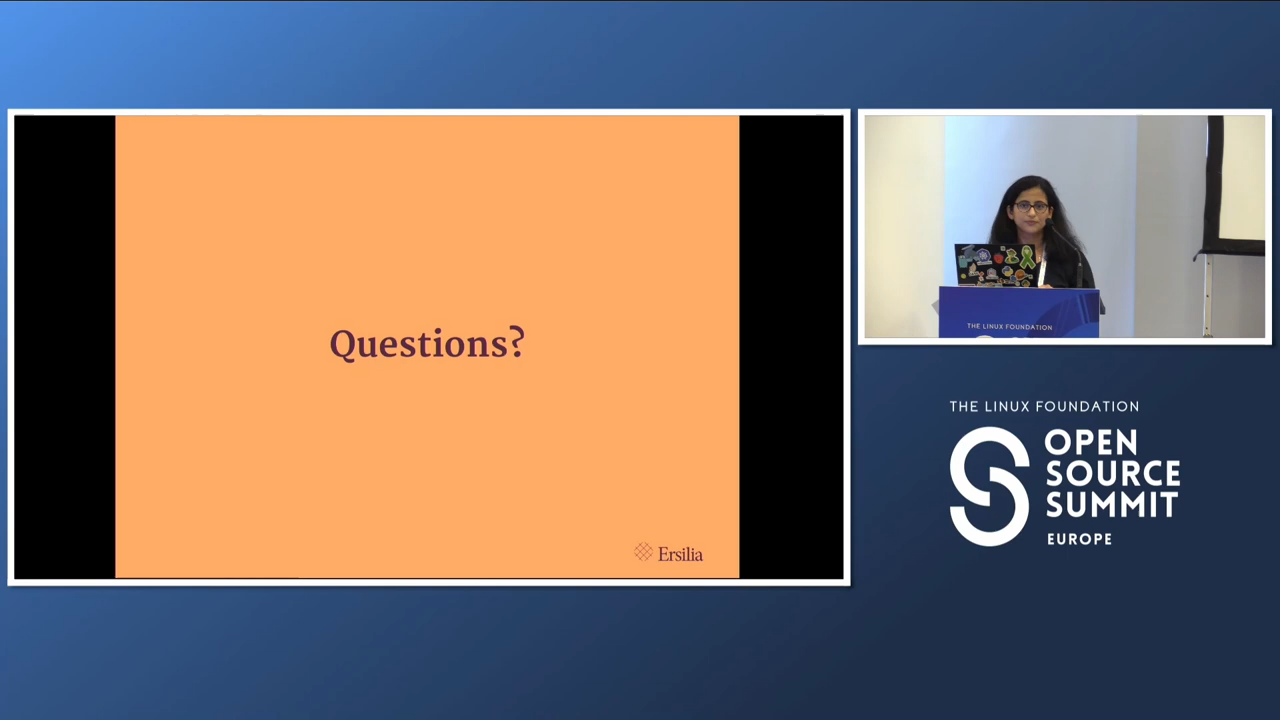 Questions?
Ersilia
THE LINUX FOUNDATION
THE LINUX FOUNDATION
OPEN
SOURCE
SUMMIT
EUROPE